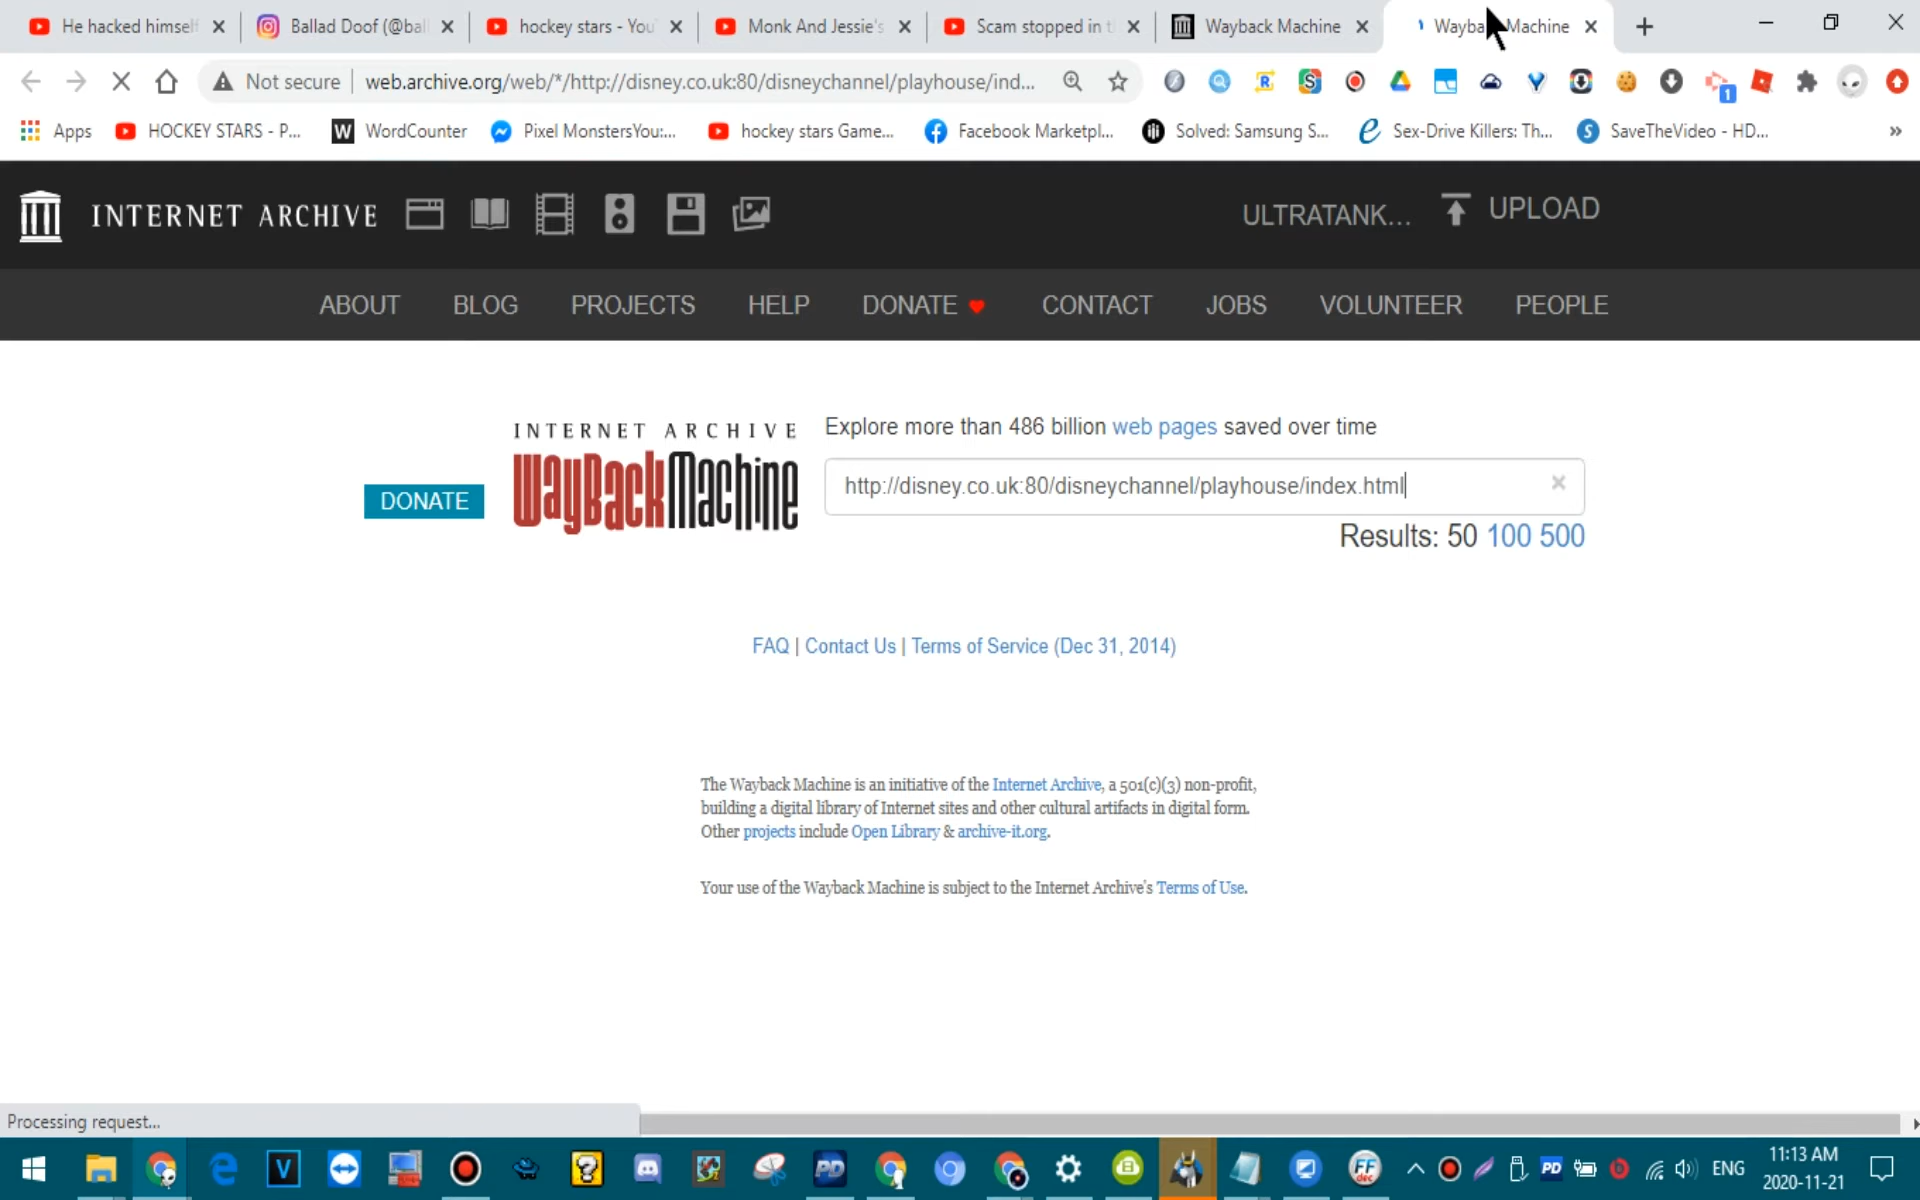 He hacked himself
Ballad Doof (@bal
hockey stars - You
Monk And Jessie's
Scam stopped in t
Wayback Machine
Machine
Not secure
web.archive.org/web/*/http://disney.co.uk:80/disneychannel/playhouse/ind...
1
Apps
HOCKEY STARS - P...
W WordCounter
Pixel MonstersYou:...
hockey stars Game...
Facebook Marketpl...
Solved: Samsung S...
Sex-Drive Killers: Th...
SaveTheVideo - HD...
»
INTERNET ARCHIVE
ULTRATANK...
UPLOAD
ABOUT BLOG PROJECTS HELP DONATE CONTACT JOBS VOLUNTEER PEOPLE
DONATE
INTERNET ARCHIVE
WayBackMachine
Explore more than 486 billion web pages saved over time
http://disney.co.uk:80/disneychannel/playhouse/index.html
Results: 50 100 500
FAQ | Contact Us | Terms of Service (Dec 31, 2014)
The Wayback Machine is an initiative of the Internet Archive, a 501(c)(3) non-profit,
building a digital library of Internet sites and other cultural artifacts in digital form.
Other projects include Open Library & archive-it.org.
Your use of the Wayback Machine is subject to the Internet Archive's Terms of Use.
Processing request...
V
PD
FF
dec
PD
ENG
11:13 AM
2020-11-21